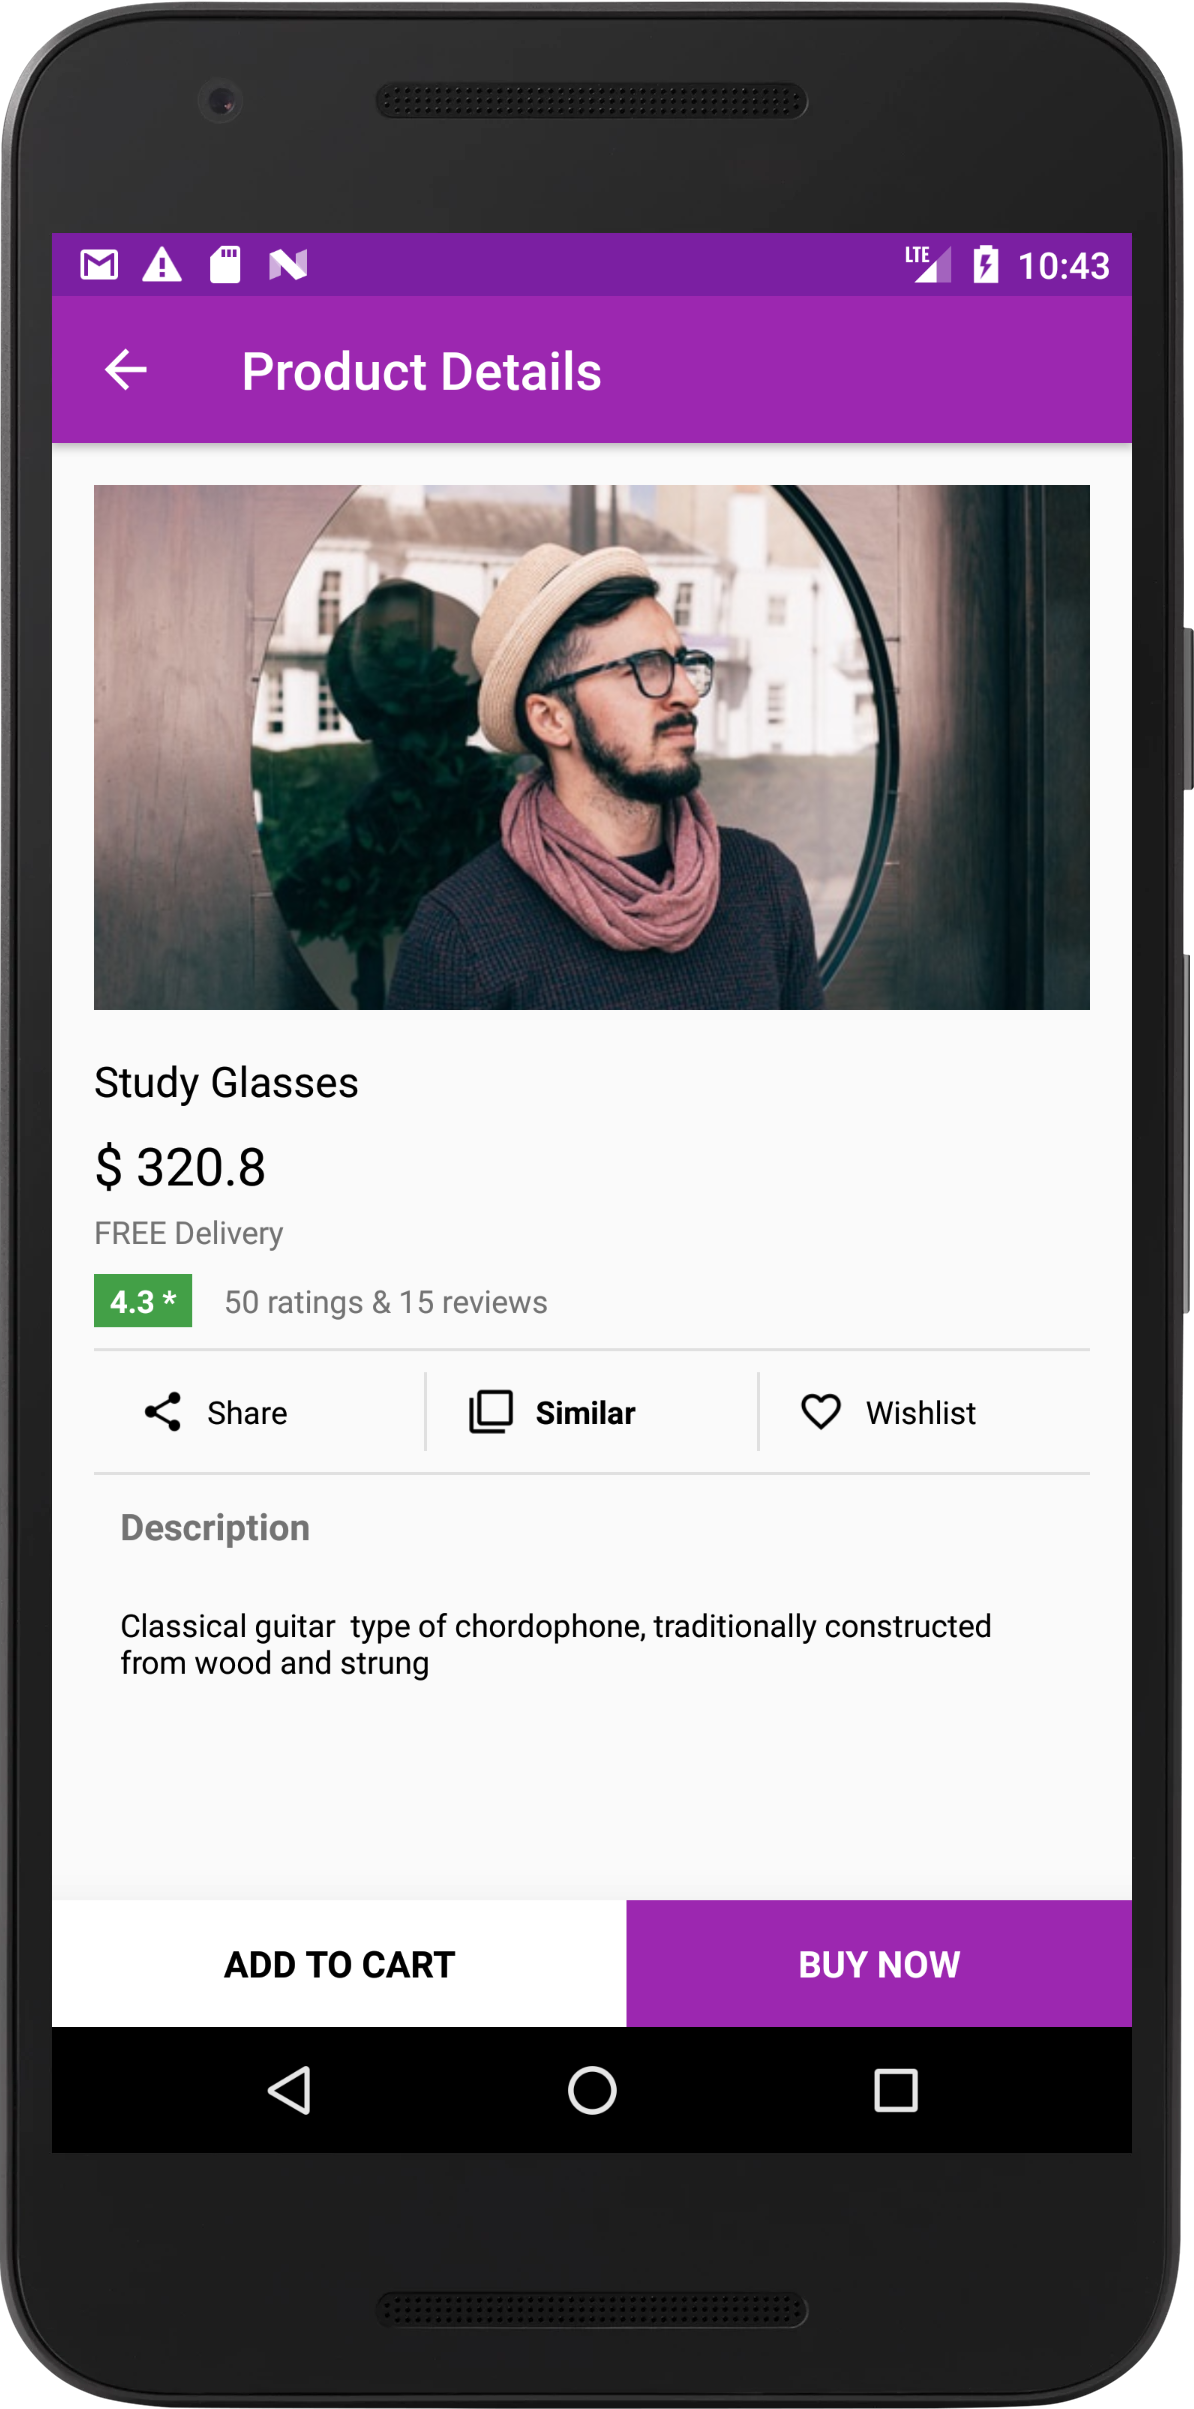 LTE 10:43
Product Details
Study Glasses
$ 320.8
FREE Delivery
4.3 * 50 ratings & 15 reviews
Share Similar Wishlist
Description
Classical guitar  type of chordophone, traditionally constructed
from wood and strung
ADD TO CART BUY NOW